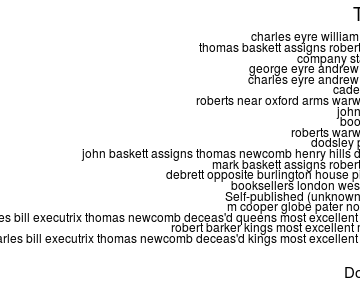 T
charles eyre william
thomas baskett assigns robert
company sta
george eyre andrew
charles eyre andrew
cade
roberts near oxford arms warw
john
boo
roberts warw
dodsley p
john baskett assigns thomas newcomb henry hills d
mark baskett assigns robert
debrett opposite burlington house pi
booksellers london wes
Self-published (unknown
m cooper globe pater no
es bill executrix thomas newcomb deceas'd queens most excellent
robert barker kings most excellent m
arles bill executrix thomas newcomb deceas'd kings most excellent
Do